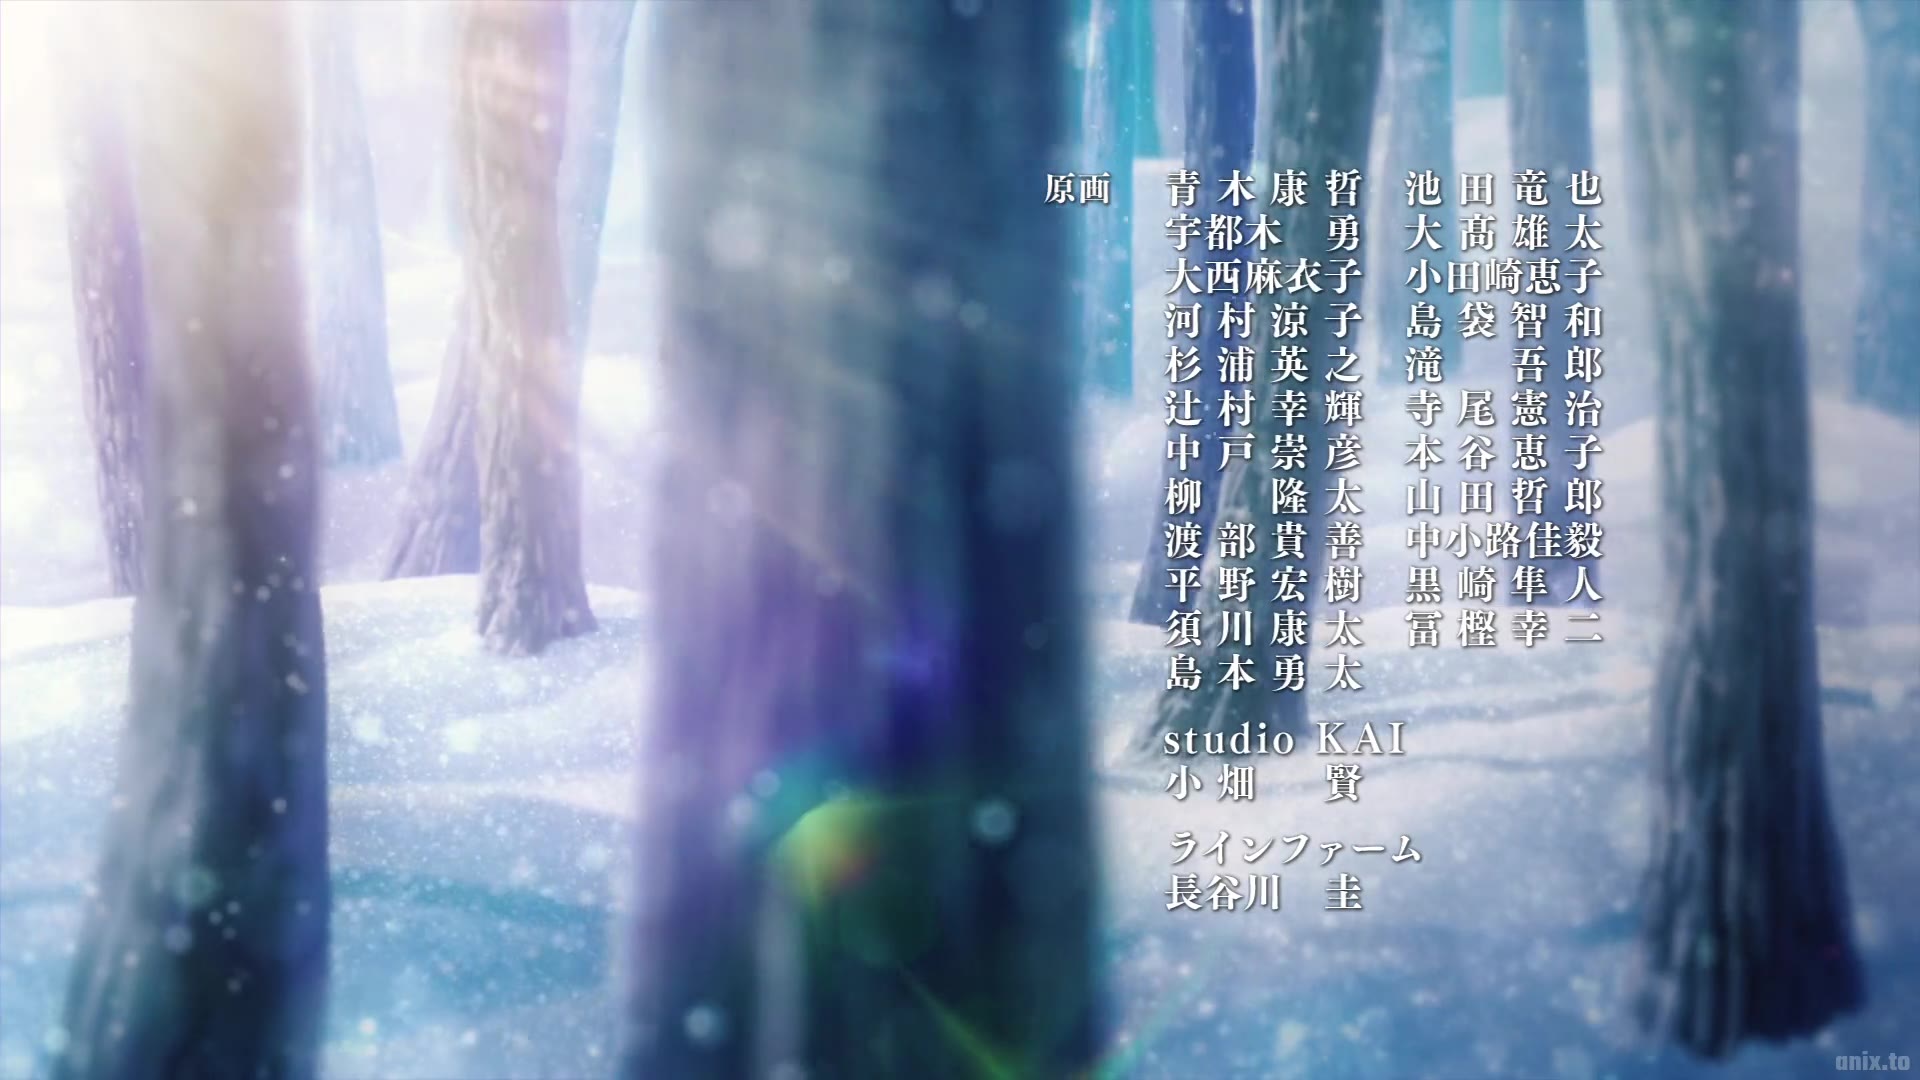 原画 青木康哲 池田竜也
宇都木 勇 大髙雄太
大西麻衣子 小田崎恵子
河村涼子 島袋智和
杉浦英之 滝 吾郎
辻村幸輝 寺尾憲治
中戸崇彦 本谷恵子
柳 隆太 山田哲郎
渡部貴善 中小路佳毅
平野宏樹 黒崎隼人
須川康太 冨樫幸二
島本勇太
studio KAI
小畑 賢
ラインファーム
長谷川 圭
anix.to